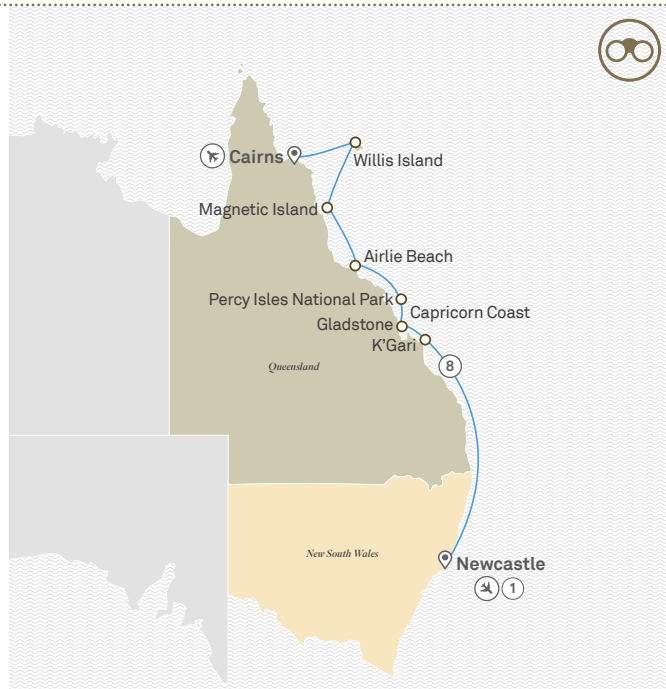 Cairns
Willis Island
Magnetic Island
Airlie Beach
Percy Isles National Park
Capricorn Coast
Gladstone
K'Gari
8
Queensland
New South Wales
Newcastle
1